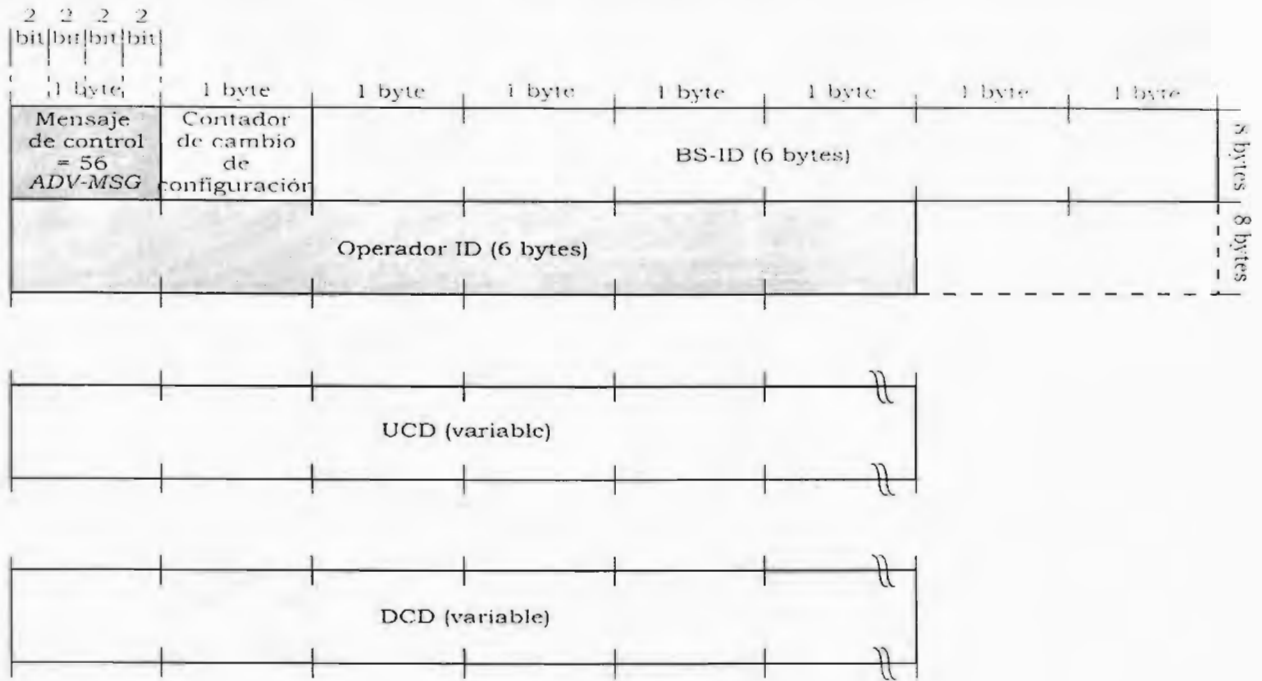 2 2 2 2
bit bit bit bit
1 byte 1 byte 1 byte 1 byte 1 byte 1 byte 1 byte 1 byte
Mensaje
de control
= 56
ADV-MSG
Contador
de cambio
de
configuración
BS-ID (6 bytes)
8 bytes
Operador ID (6 bytes)
8 bytes
UCD (variable)
DCD (variable)